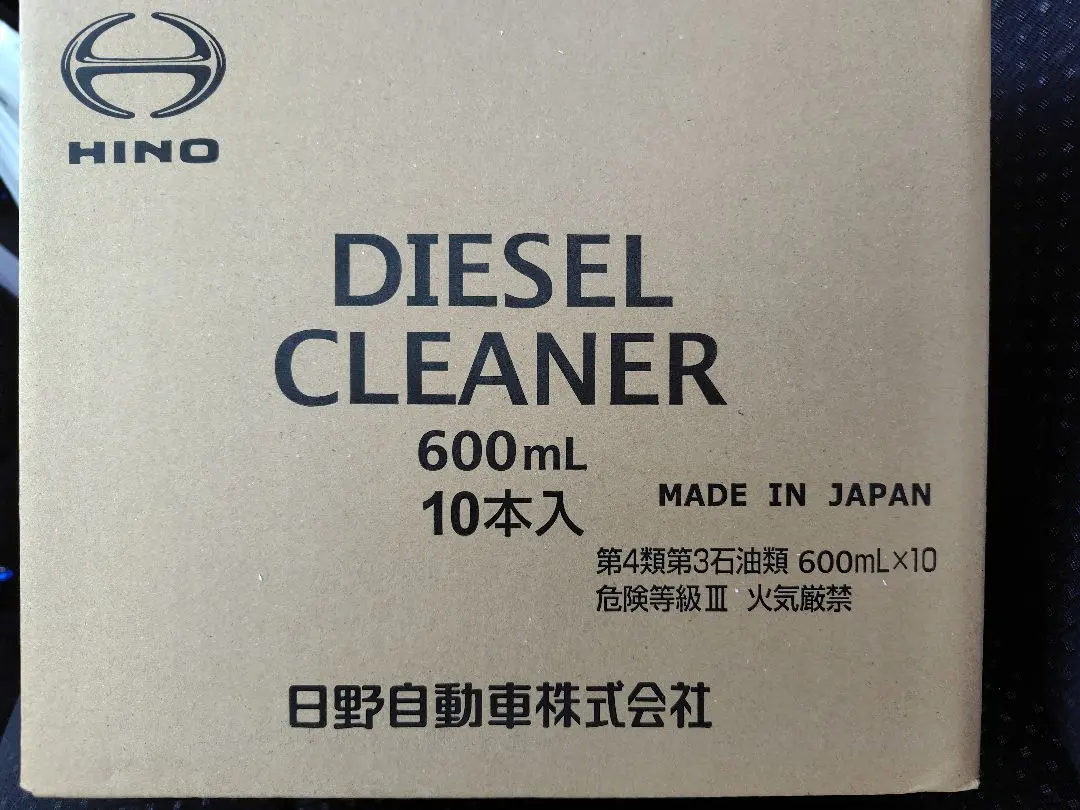 HINO
DIESEL
CLEANER
600mL
10本入
MADE IN JAPAN
第4類第3石油類 600mL×10
危険等級Ⅲ 火気厳禁
日野自動車株式会社